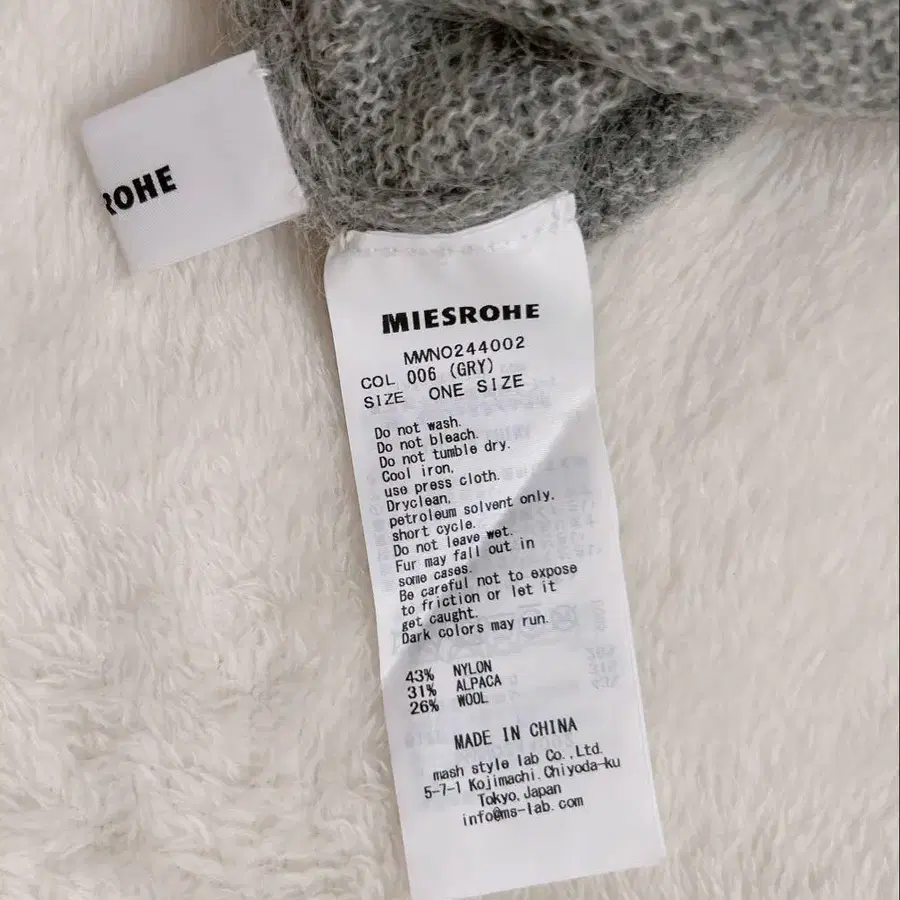 ROHE
MIESROHE
MWNO244002
COL 006 (GRY)
SIZE ONE SIZE
Do not wash.
Do not bleach.
Do not tumble dry.
Cool iron,
use press cloth.
Dryclean,
petroleum solvent only.
short cycle.
Do not leave wet.
Fur may fall out in
some cases.
Be careful not to expose
to friction or let it
get caught.
Dark colors may run.
43% NYLON
31% ALPACA
26% WOOL
MADE IN CHINA
mash style lab Co.,Ltd.
5-7-1 Kojimachi,Chiyoda-ku
Tokyo,Japan
info@ms-lab.com